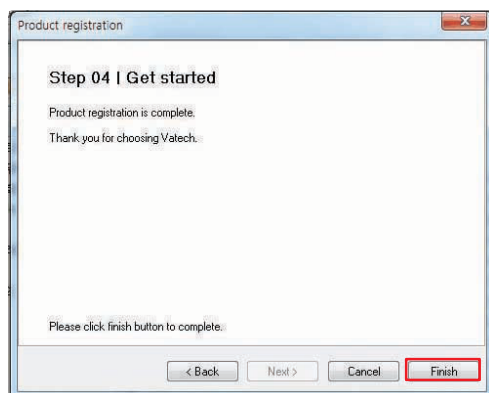 Product registration
Step 04 | Get started
Product registration is complete.
Thank you for choosing Vatech.
Please click finish button to complete.
< Back Next > Cancel Finish